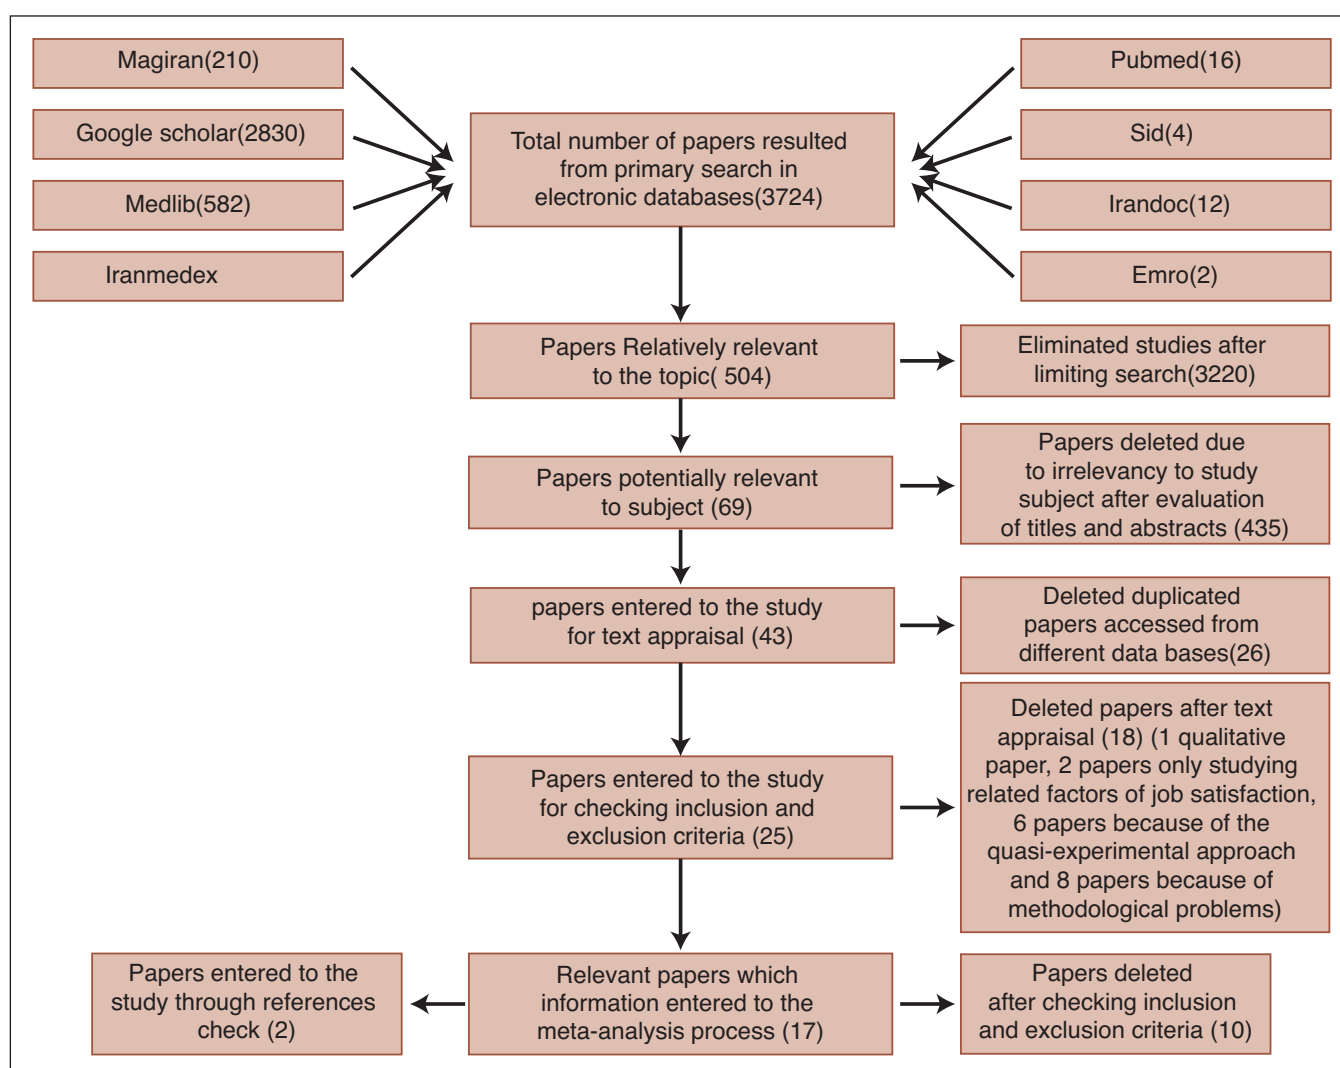 Magiran(210)
Google scholar(2830)
Medlib(582)
Iranmedex
Pubmed(16)
Sid(4)
Irandoc(12)
Emro(2)
Total number of papers resulted
from primary search in
electronic databases(3724)
Papers Relatively relevant
to the topic( 504)
Eliminated studies after
limiting search(3220)
Papers potentially relevant
to subject (69)
Papers deleted due
to irrelevancy to study
subject after evaluation
of titles and abstracts (435)
papers entered to the study
for text appraisal (43)
Deleted duplicated
papers accessed from
different data bases(26)
Papers entered to the study
for checking inclusion and
exclusion criteria (25)
Deleted papers after text
appraisal (18) (1 qualitative
paper, 2 papers only studying
related factors of job satisfaction,
6 papers because of the
quasi-experimental approach
and 8 papers because of
methodological problems)
Papers entered to the
study through references
check (2)
Relevant papers which
information entered to the
meta-analysis process (17)
Papers deleted
after checking inclusion
and exclusion criteria (10)